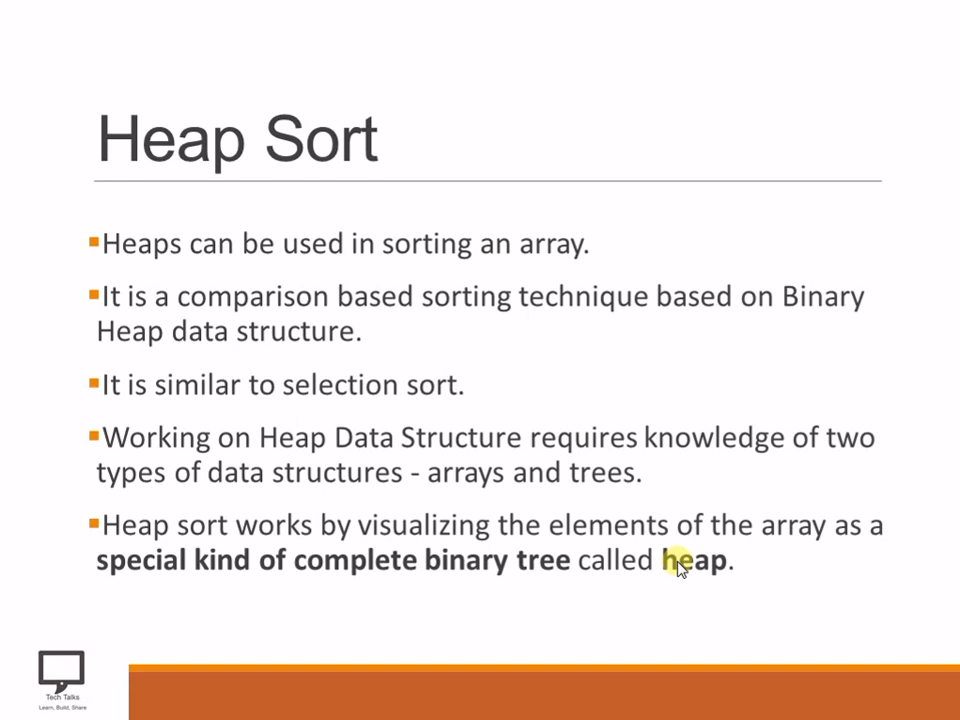 Heap Sort
▪Heaps can be used in sorting an array.
▪It is a comparison based sorting technique based on Binary
Heap data structure.
▪It is similar to selection sort.
▪Working on Heap Data Structure requires knowledge of two
types of data structures - arrays and trees.
▪Heap sort works by visualizing the elements of the array as a
special kind of complete binary tree called heap.
Tech Talks
Learn, Build, Share